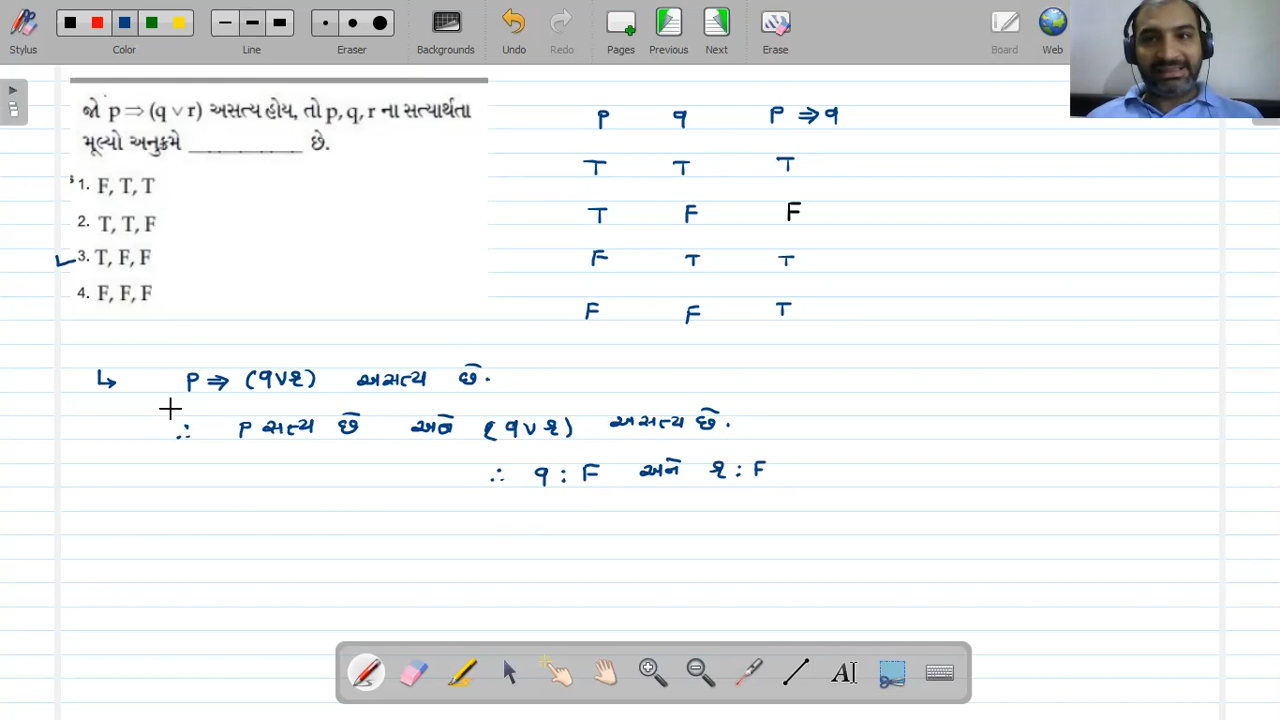 Stylus Color Line Eraser Backgrounds Undo Redo Pages Previous Next Erase Board Web
જો p ⇒ (q ∨ r) અસત્ય હોય, તો p, q, r ના સત્યાર્થતા
મૂલ્યો અનુક્રમે ____________ છે.
1. F, T, T
2. T, T, F
3. T, F, F
4. F, F, F
p q p ⇒ q
T T T
T F F
F T T
F F T
↳ p ⇒ (q ∨ r) અસત્ય છે.
∴ p સત્ય છે અને (q ∨ r) અસત્ય છે.
∴ q : F અને r : F